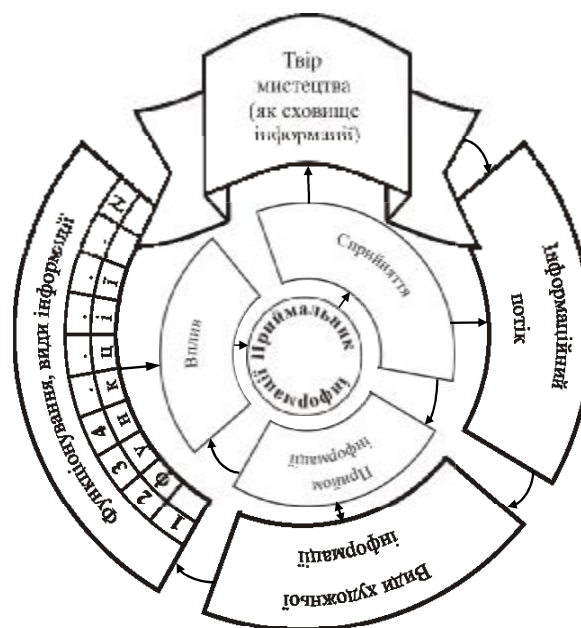 Твір
мистецтва
(як сховище
інформації)
Інформаційний
потік
Види художньої
інформації
Функціонування, види інформації
1 2 3 4 . . . . N
Функції
Сприйняття
Прийом
інформації
Вплив
Приймальник
інформації